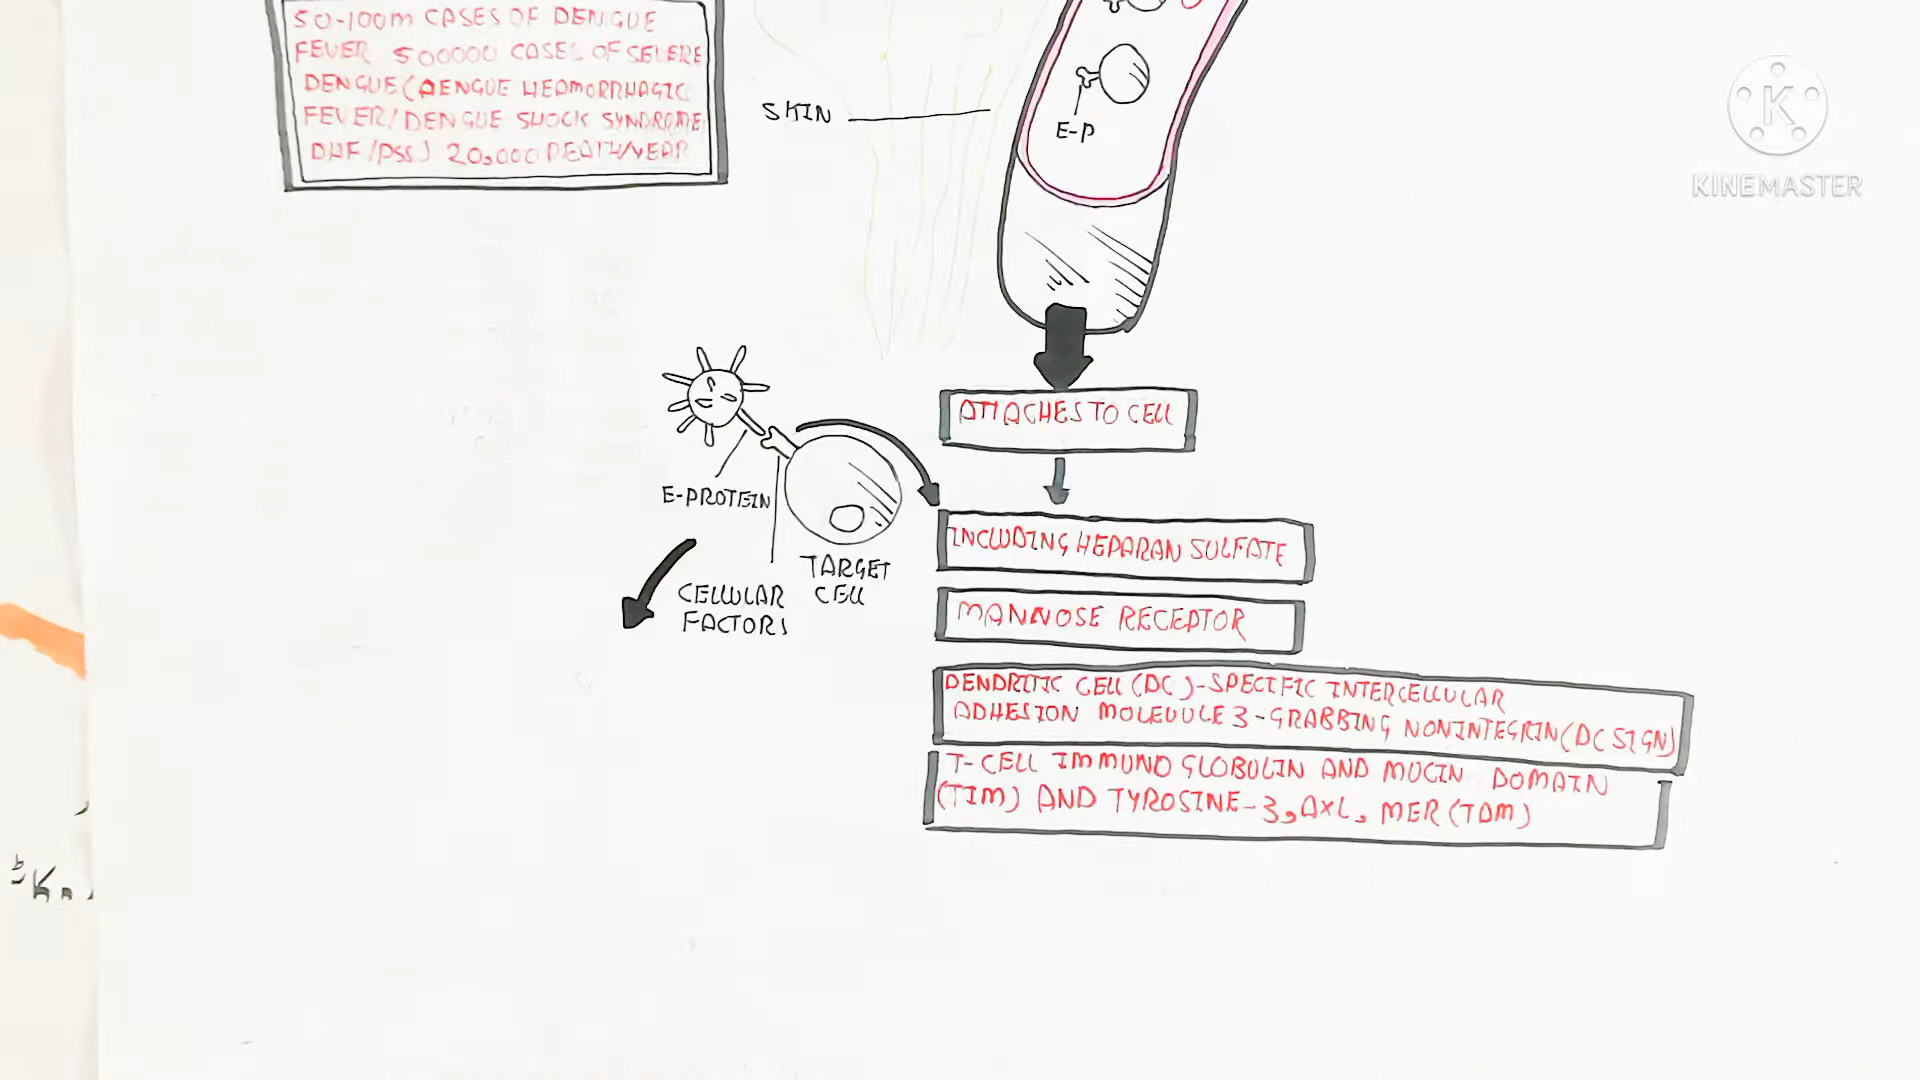 50-100M CASES OF DENGUE
FEVER 500000 CASES OF SEVERE
DENGUE (DENGUE HEAMORRHAGIC
FEVER/DENGUE SHOCK SYNDROME
DHF/DSS) 20,000 DEATH/YEAR
SKIN
E-P
KINEMASTER
ATTACHES TO CELL
E-PROTEIN
TARGET
CELL
CELLULAR
FACTORS
INCLUDING HEPARAN SULFATE
MANNOSE RECEPTOR
DENDRITIC CELL (DC)-SPECIFIC INTERCELLULAR
ADHESION MOLEUULE 3-GRABBING NONINTEGRIN (DC SIGN)
T-CELL IMMUNO GLOBULIN AND MUCIN DOMAIN
(TIM) AND TYROSINE-3, AXL, MER (TAM)